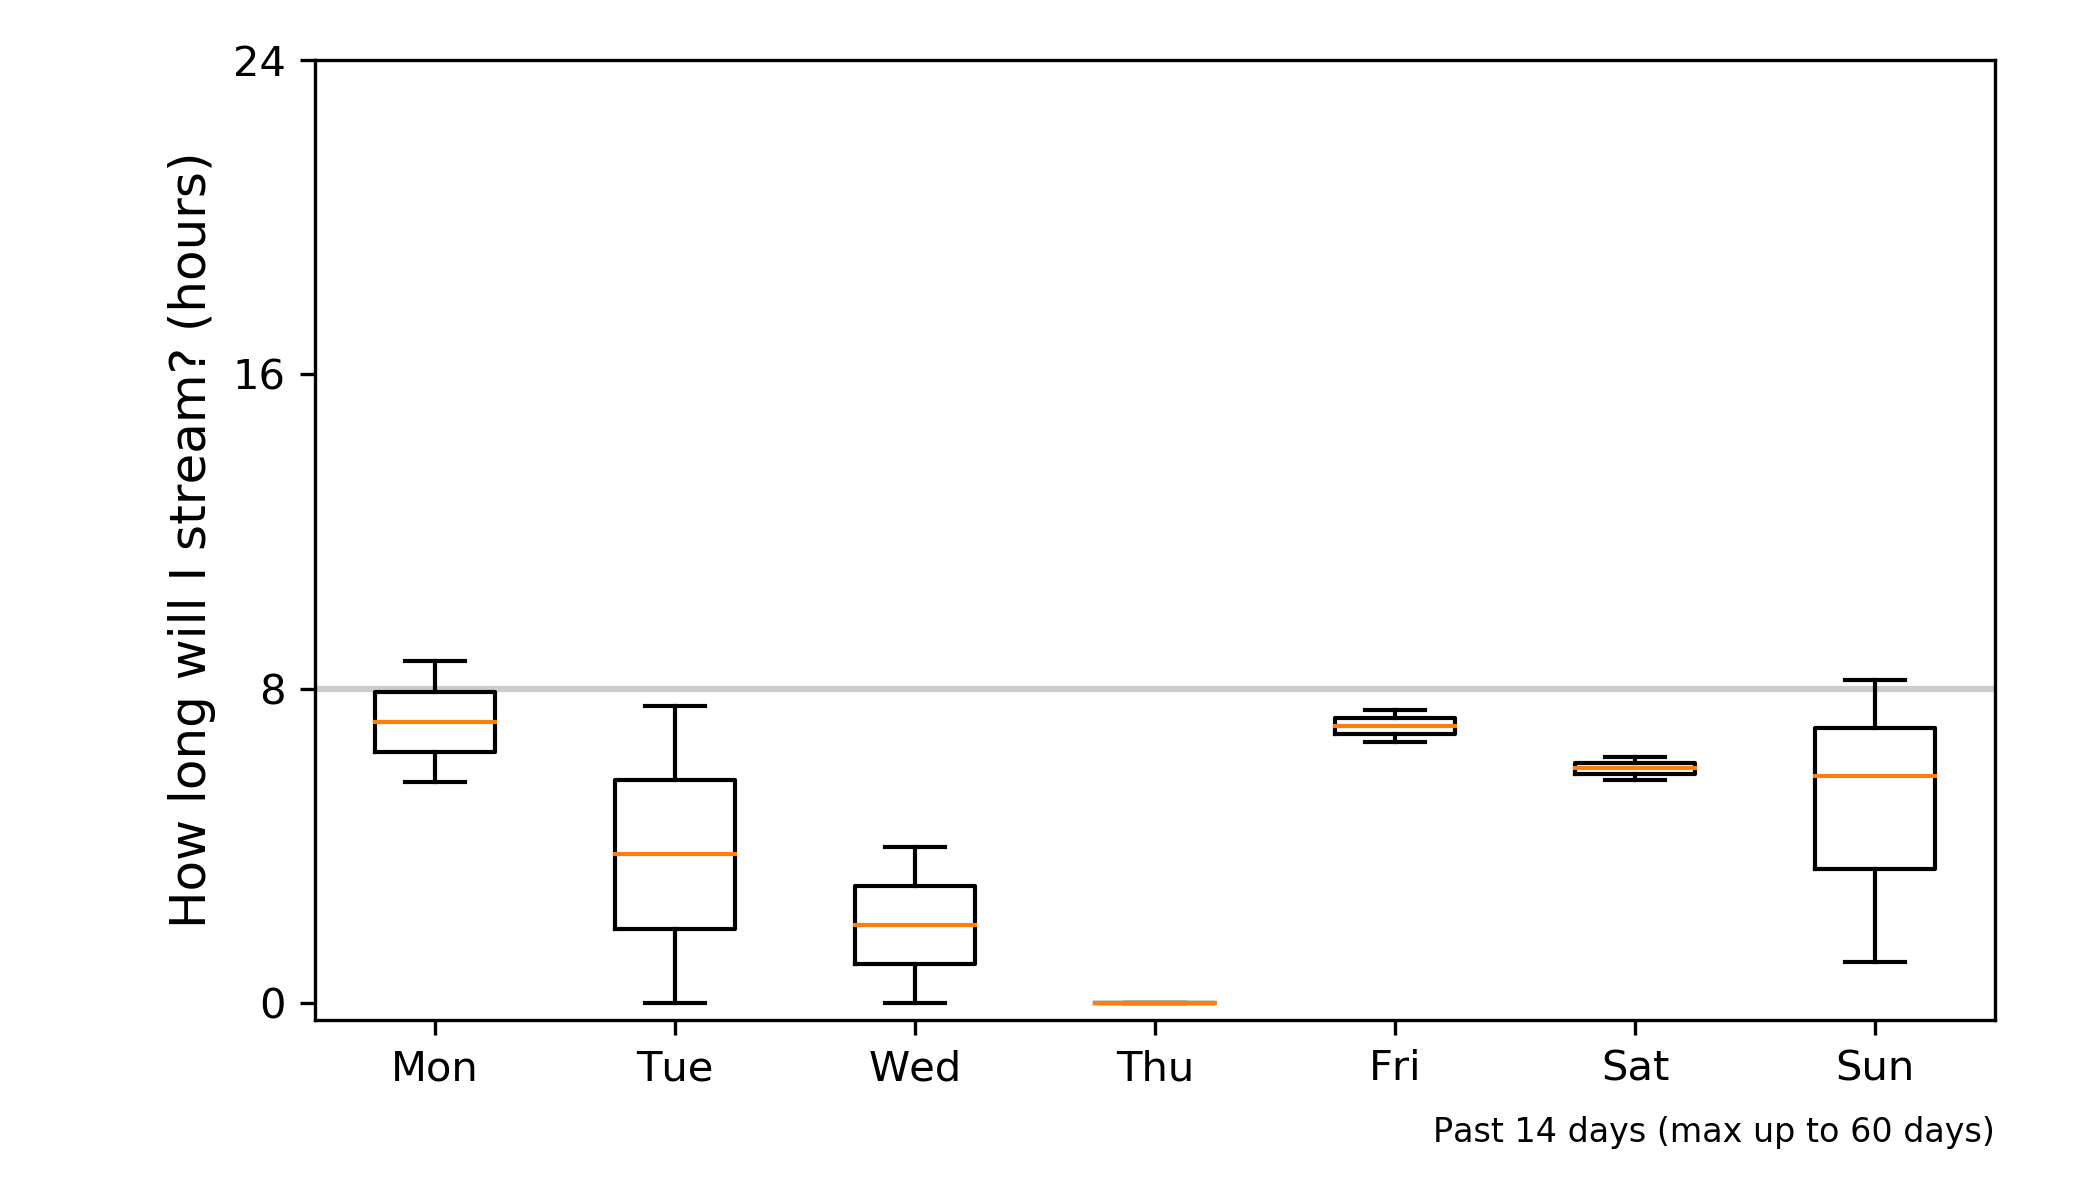 How long will I stream? (hours)
24
16
8
0
Mon Tue Wed Thu Fri Sat Sun
Past 14 days (max up to 60 days)